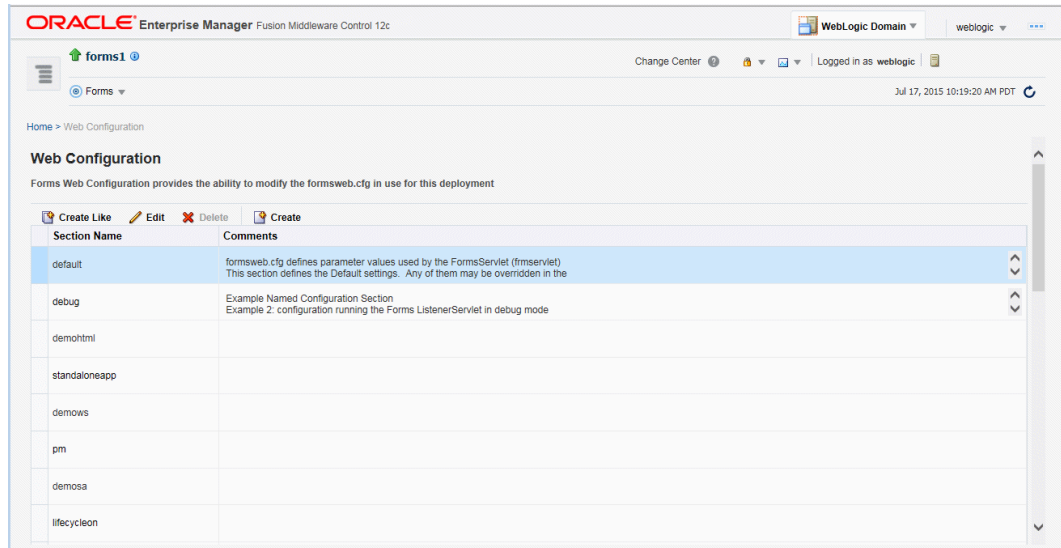 ORACLE Enterprise Manager Fusion Middleware Control 12c
WebLogic Domain
weblogic
forms1
Change Center
Logged in as weblogic
Forms
Jul 17, 2015 10:19:20 AM PDT
Home > Web Configuration
Web Configuration
Forms Web Configuration provides the ability to modify the formsweb.cfg in use for this deployment
Create Like Edit Delete Create
Section Name Comments
default
formsweb.cfg defines parameter values used by the FormsServlet (frmservlet)
This section defines the Default settings. Any of them may be overridden in the
debug
Example Named Configuration Section
Example 2: configuration running the Forms ListenerServlet in debug mode
demohtml
standaloneapp
demows
pm
demosa
lifecycleon